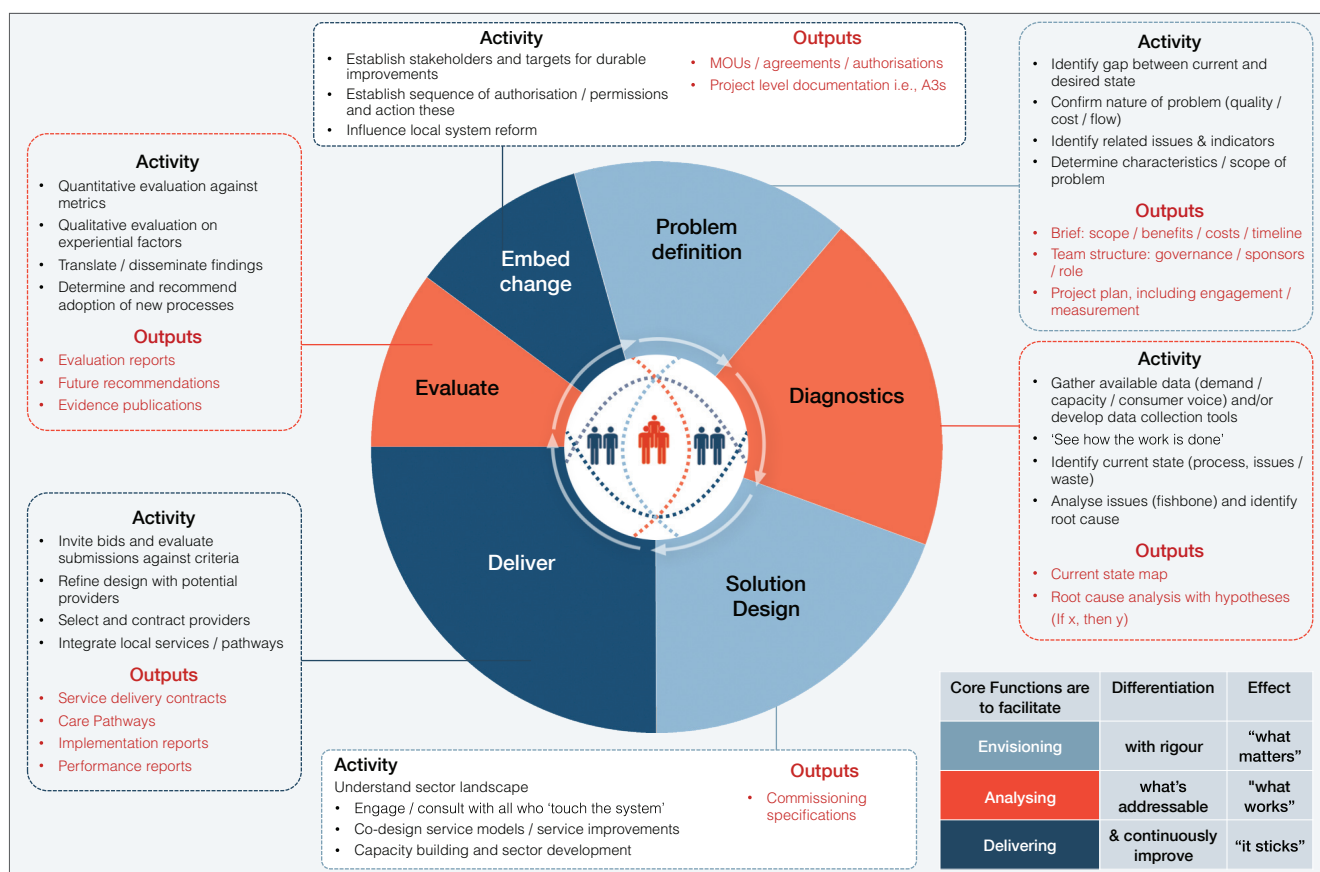 Activity
Establish stakeholders and targets for durable
improvements
Establish sequence of authorisation / permissions
and action these
Influence local system reform
Outputs
MOUs / agreements / authorisations
Project level documentation i.e., A3s
Activity
Identify gap between current and
desired state
Confirm nature of problem (quality /
cost / flow)
Identify related issues & indicators
Determine characteristics / scope of
problem
Outputs
Brief: scope / benefits / costs / timeline
Team structure: governance / sponsors
/ role
Project plan, including engagement /
measurement
Activity
Quantitative evaluation against
metrics
Qualitative evaluation on
experiential factors
Translate / disseminate findings
Determine and recommend
adoption of new processes
Outputs
Evaluation reports
Future recommendations
Evidence publications
Problem
definition
Embed
change
Evaluate
Diagnostics
Deliver
Solution
Design
Activity
Gather available data (demand /
capacity / consumer voice) and/or
develop data collection tools
‘See how the work is done’
Identify current state (process, issues /
waste)
Analyse issues (fishbone) and identify
root cause
Outputs
Current state map
Root cause analysis with hypotheses
(If x, then y)
Activity
Invite bids and evaluate
submissions against criteria
Refine design with potential
providers
Select and contract providers
Integrate local services / pathways
Outputs
Service delivery contracts
Care Pathways
Implementation reports
Performance reports
Activity
Understand sector landscape
Engage / consult with all who ‘touch the system’
Co-design service models / service improvements
Capacity building and sector development
Outputs
Commissioning
specifications
Core Functions are
to facilitate
Differentiation
Effect
Envisioning
with rigour
“what
matters”
Analysing
what’s
addressable
"what
works”
Delivering
& continuously
improve
“it sticks”